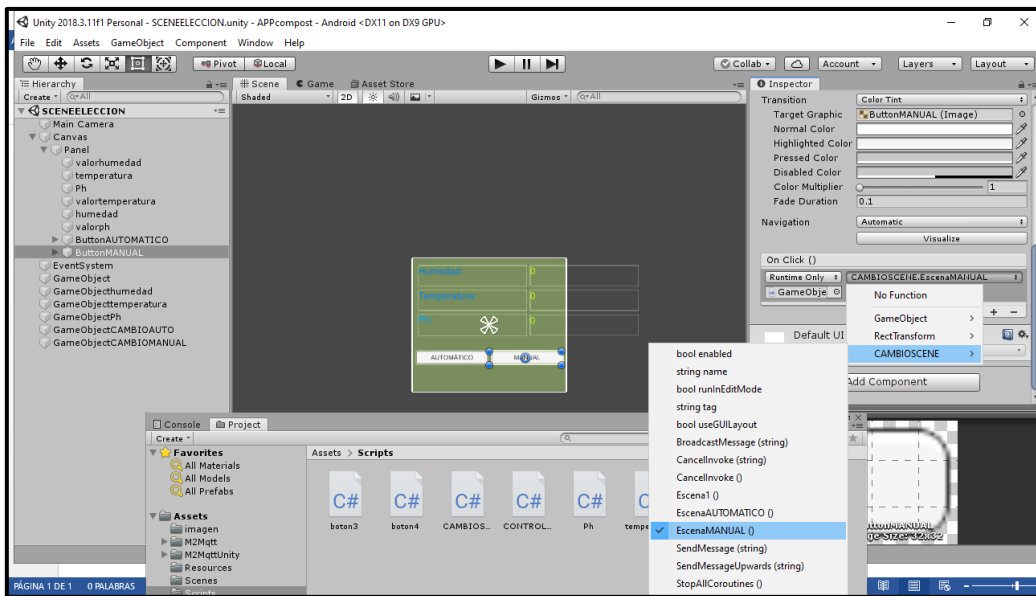 Unity 2018.3.11f1 Personal - SCENEELECCION.unity - APPcompost - Android <DX11 on DX9 GPU>
File Edit Assets GameObject Component Window Help
Pivot Local Collab Account Layers Layout
Hierarchy
Create All
SCENEELECCION
Main Camera
Canvas
Panel
valorhumedad
temperatura
Ph
valortemperatura
humedad
valorph
ButtonAUTOMATICO
ButtonMANUAL
EventSystem
GameObject
GameObjecthumedad
GameObjecttemperatura
GameObjectPh
GameObjectCAMBIOAUTO
GameObjectCAMBIOMANUAL
Scene Game Asset Store
Shaded 2D Gizmos All
Humedad: 0
Temperatura: 0
0
AUTOMÁTICO MANUAL
Inspector
Transition Color Tint
Target Graphic ButtonMANUAL (Image)
Normal Color
Highlighted Color
Pressed Color
Disabled Color
Color Multiplier 1
Fade Duration 0.1
Navigation Automatic
Visualize
On Click ()
Runtime Only CAMBIOSCENE.EscenaMANUAL
GameObje
Default UI
Add Component
No Function
GameObject
RectTransform
CAMBIOSCENE
bool enabled
string name
bool runInEditMode
string tag
bool useGUILayout
BroadcastMessage (string)
CancelInvoke (string)
CancelInvoke ()
Escena1 ()
EscenaAUTOMATICO ()
EscenaMANUAL ()
SendMessage (string)
SendMessageUpwards (string)
StopAllCoroutines ()
Console Project
Create
Favorites
All Materials
All Models
All Prefabs
Assets
imagen
M2Mqtt
M2MqttUnity
Resources
Scenes
Scripts
Assets > Scripts
C# C# C# C# C#
boton3 boton4 CAMBIOS... CONTROL... Ph
PÁGINA 1 DE 1 0 PALABRAS